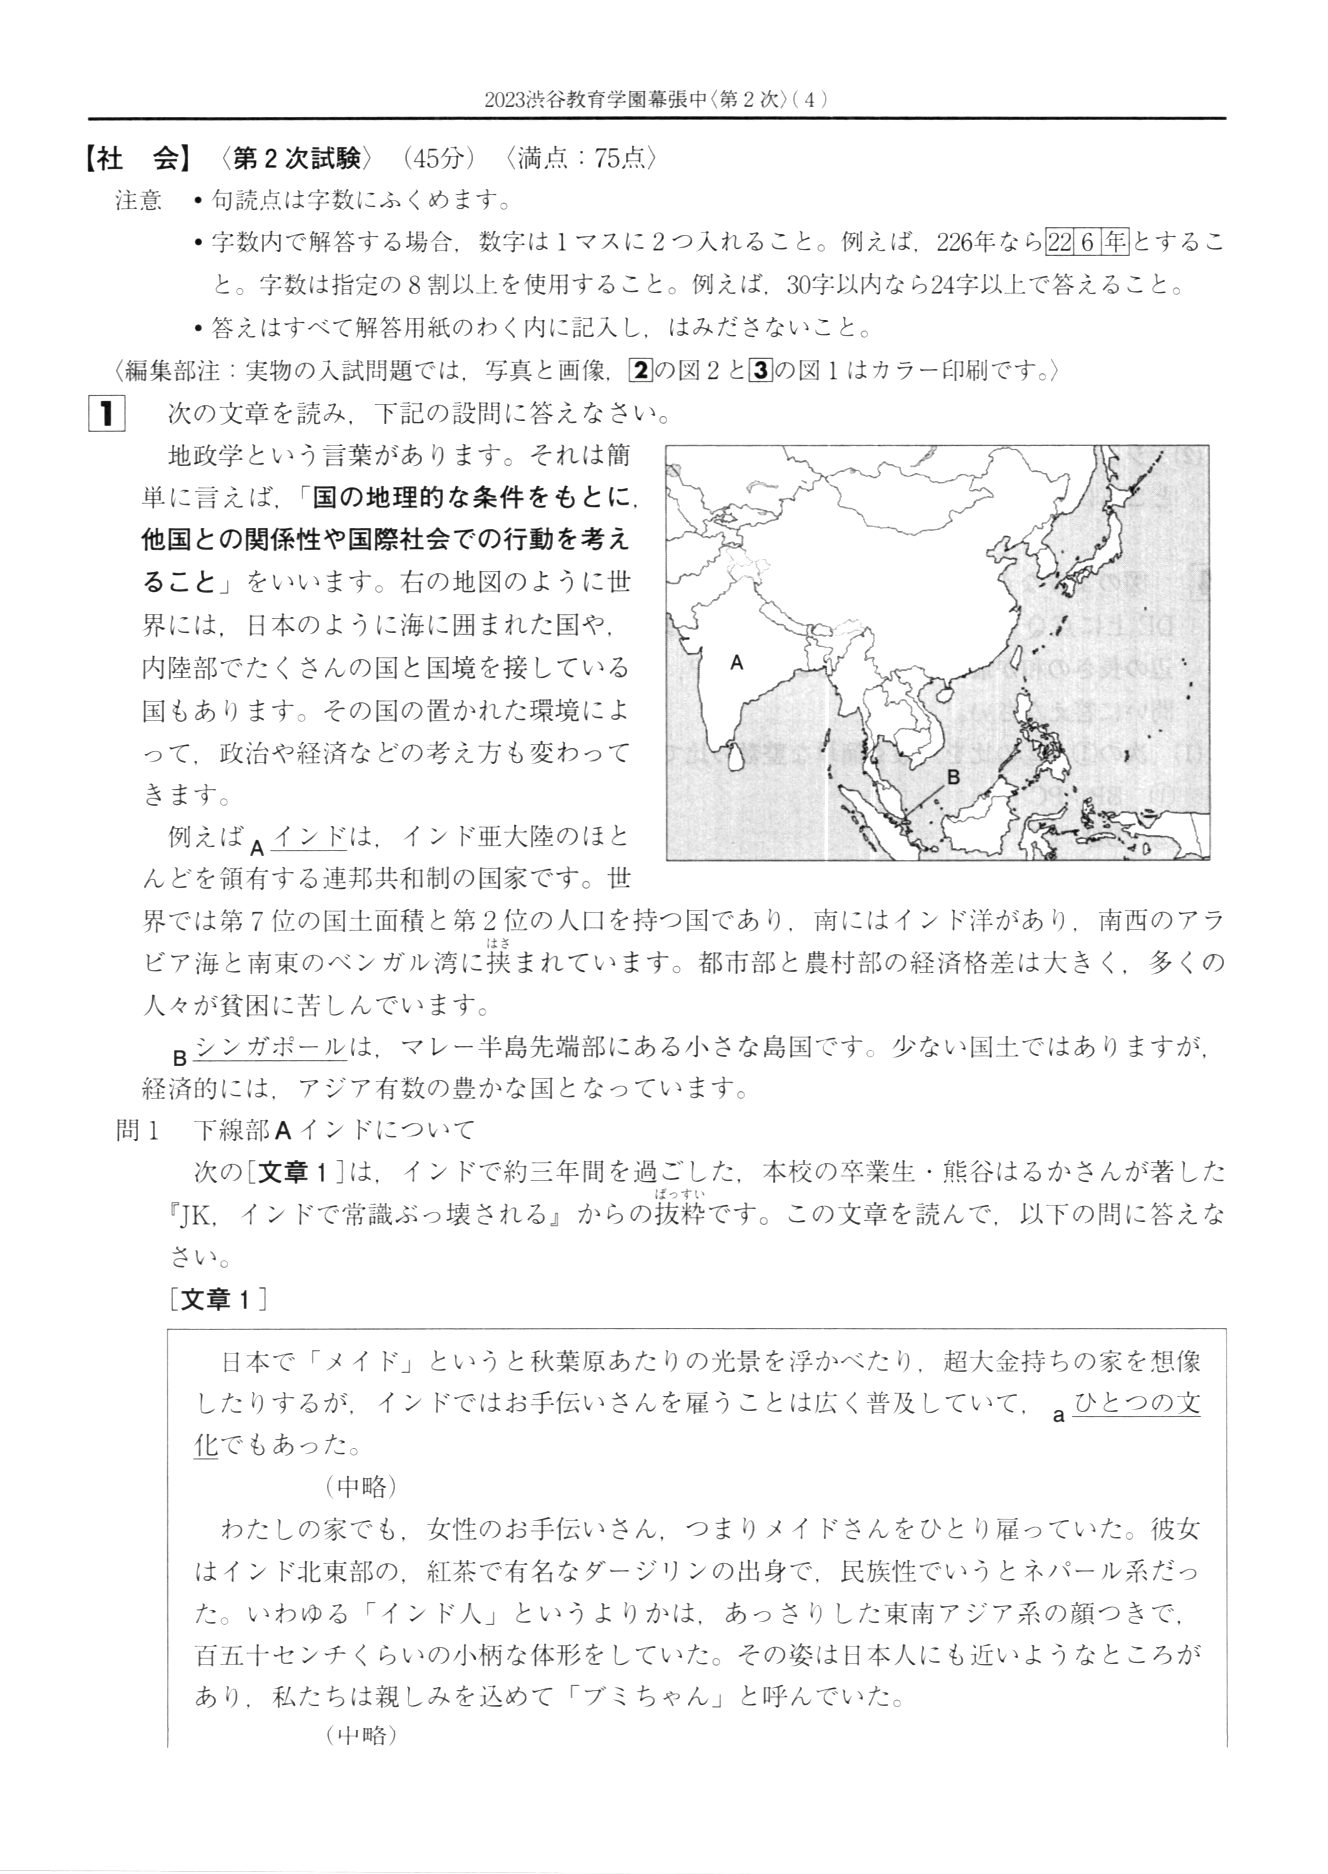 2023渋谷教育学園幕張中〈第2次〉(4)
【社　会】〈第2次試験〉（45分）〈満点：75点〉
注意　•句読点は字数にふくめます。
•字数内で解答する場合，数字は1マスに2つ入れること。例えば，226年なら22 6 年とするこ
と。字数は指定の8割以上を使用すること。例えば，30字以内なら24字以上で答えること。
•答えはすべて解答用紙のわく内に記入し，はみださないこと。
〈編集部注：実物の入試問題では，写真と画像，2の図2と3の図1はカラー印刷です。〉
1　次の文章を読み，下記の設問に答えなさい。
地政学という言葉があります。それは簡
単に言えば，「国の地理的な条件をもとに，
他国との関係性や国際社会での行動を考え
ること」をいいます。右の地図のように世
界には，日本のように海に囲まれた国や，
内陸部でたくさんの国と国境を接している
国もあります。その国の置かれた環境によ
って，政治や経済などの考え方も変わって
きます。
A
B
例えばAインドは，インド亜大陸のほと
んどを領有する連邦共和制の国家です。世
界では第7位の国土面積と第2位の人口を持つ国であり，南にはインド洋があり，南西のアラ
はさ
ビア海と南東のベンガル湾に挟まれています。都市部と農村部の経済格差は大きく，多くの
人々が貧困に苦しんでいます。
Bシンガポールは，マレー半島先端部にある小さな島国です。少ない国土ではありますが，
経済的には，アジア有数の豊かな国となっています。
問1　下線部Aインドについて
次の[文章1]は，インドで約三年間を過ごした，本校の卒業生・熊谷はるかさんが著した
ばっすい
『JK，インドで常識ぶっ壊される』からの抜粋です。この文章を読んで，以下の問に答えな
さい。
[文章1]
日本で「メイド」というと秋葉原あたりの光景を浮かべたり，超大金持ちの家を想像
したりするが，インドではお手伝いさんを雇うことは広く普及していて，aひとつの文
化でもあった。
（中略）
わたしの家でも，女性のお手伝いさん，つまりメイドさんをひとり雇っていた。彼女
はインド北東部の，紅茶で有名なダージリンの出身で，民族性でいうとネパール系だっ
た。いわゆる「インド人」というよりかは，あっさりした東南アジア系の顔つきで，
百五十センチくらいの小柄な体形をしていた。その姿は日本人にも近いようなところが
あり，私たちは親しみを込めて「ブミちゃん」と呼んでいた。
（中略）